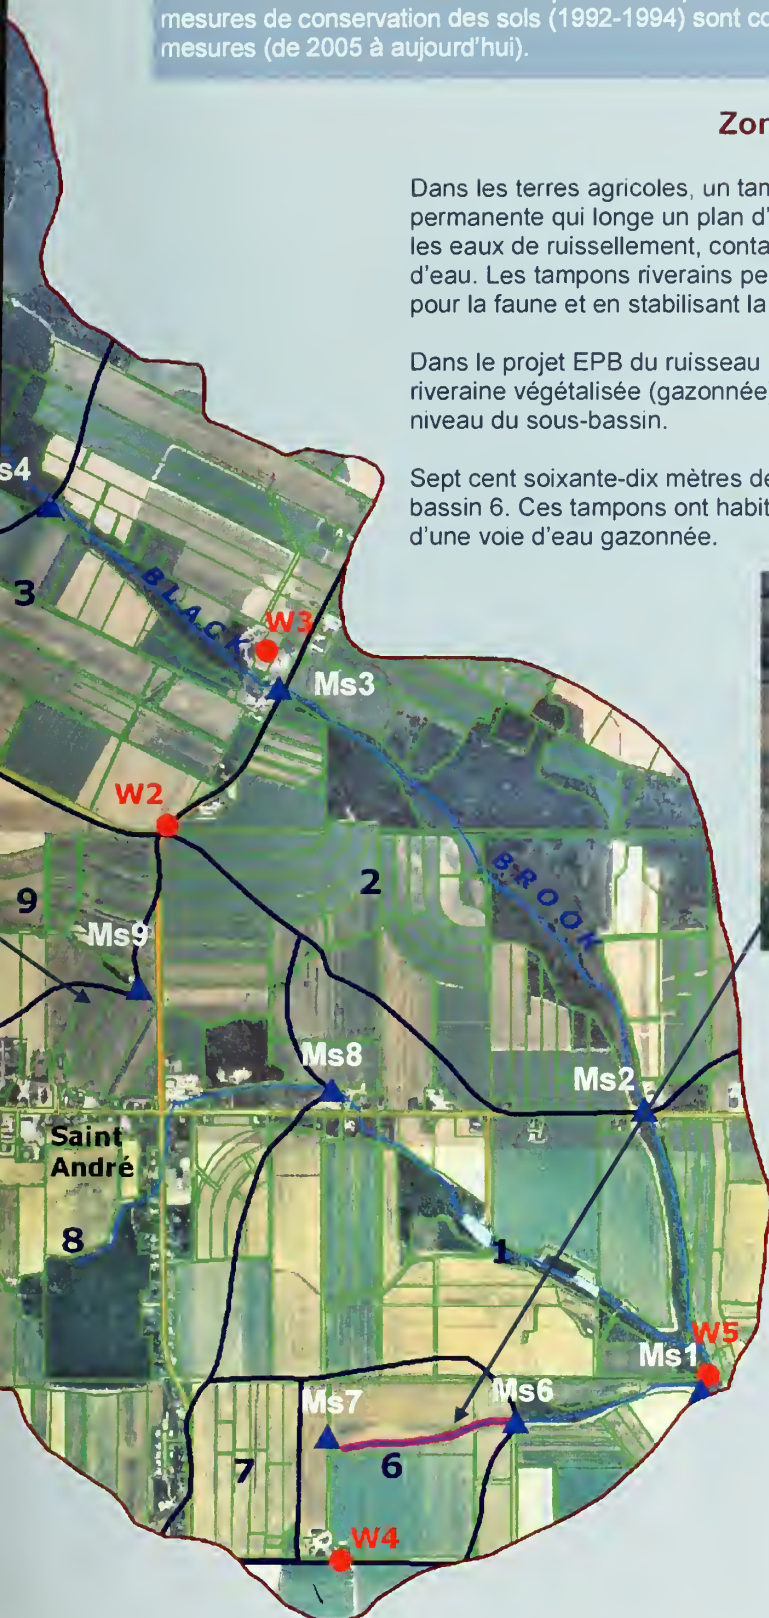 mesures de conservation des sols (1992-1994) sont co
mesures (de 2005 à aujourd'hui).
Zon
Dans les terres agricoles, un tam
permanente qui longe un plan d'
les eaux de ruissellement, conta
d'eau. Les tampons riverains pe
pour la faune et en stabilisant la
Dans le projet EPB du ruisseau
riveraine végétalisée (gazonnée
niveau du sous-bassin.
Sept cent soixante-dix mètres de
bassin 6. Ces tampons ont habit
d'une voie d'eau gazonnée.
s4
3
BLACK
W3
Ms3
W2
2
9
BROOK
Ms9
Ms8
Ms2
Saint
André
8
1
W5
Ms1
Ms7
Ms6
7
6
W4